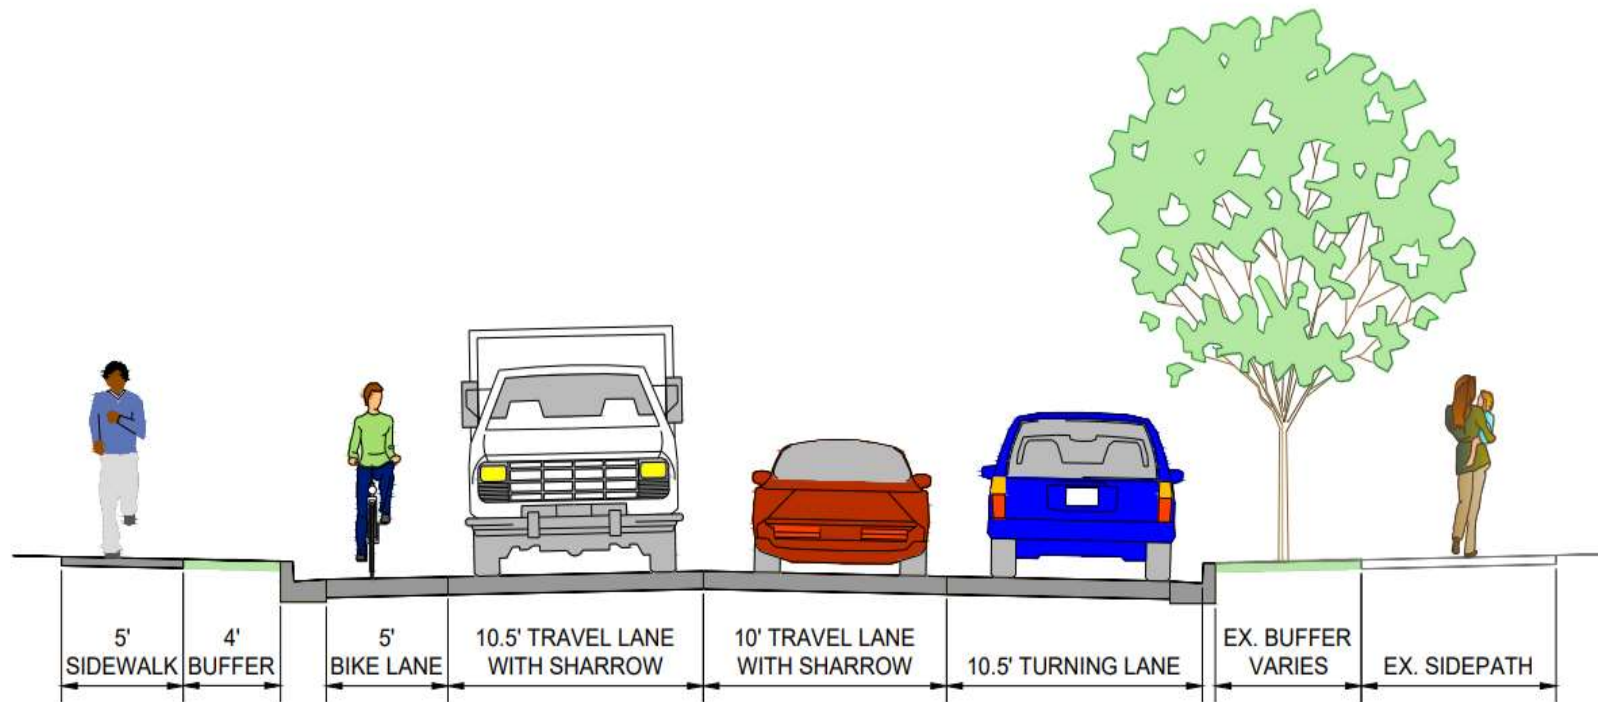 5'
SIDEWALK
4'
BUFFER
5'
BIKE LANE
10.5' TRAVEL LANE
WITH SHARROW
10' TRAVEL LANE
WITH SHARROW
10.5' TURNING LANE
EX. BUFFER
VARIES
EX. SIDEPATH